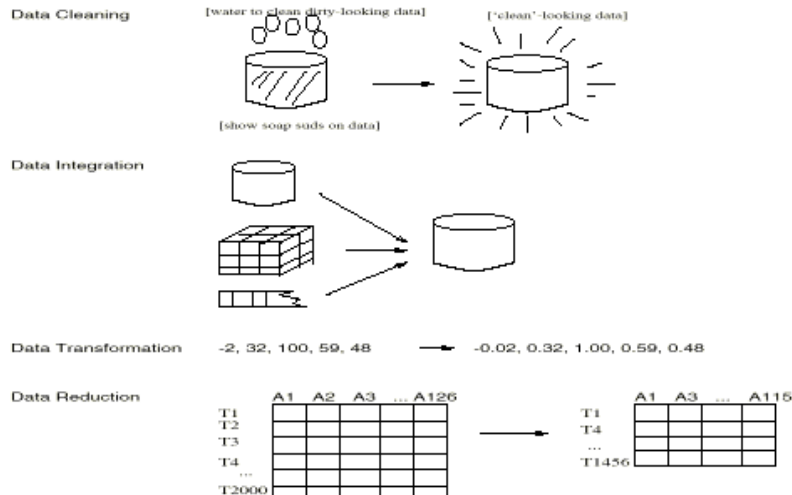 Data Cleaning
[water to clean dirty-looking data]
['clean'-looking data]
[show soap suds on data]
Data Integration
Data Transformation
-2, 32, 100, 59, 48
-0.02, 0.32, 1.00, 0.59, 0.48
Data Reduction
A1 A2 A3 ... A126
T1
T2
T3
T4
...
T2000
A1 A3 ... A115
T1
T4
...
T1456